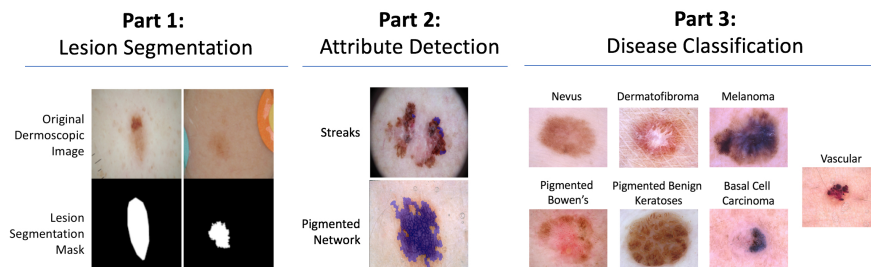 Part 1:
Lesion Segmentation
Original
Dermoscopic
Image
Lesion
Segmentation
Mask
Part 2:
Attribute Detection
Streaks
Pigmented
Network
Part 3:
Disease Classification
Nevus
Dermatofibroma
Melanoma
Vascular
Pigmented
Bowen's
Pigmented Benign
Keratoses
Basal Cell
Carcinoma